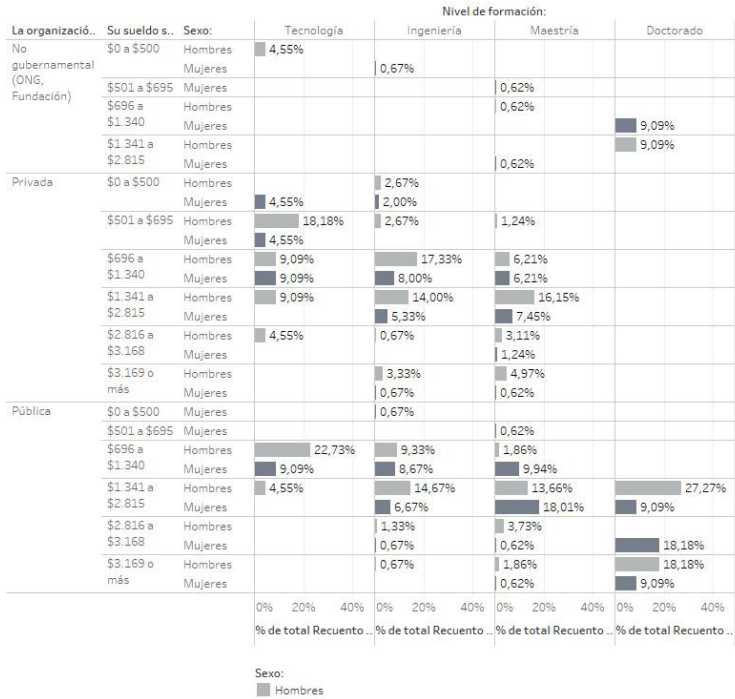 Nivel de formación:
La organizació.. Su sueldo s.. Sexo: Tecnología Ingeniería Maestría Doctorado
No gubernamental (ONG, Fundación) $0 a $500 Hombres 4,55%
Mujeres 0,67%
$501 a $695 Mujeres 0,62%
$696 a $1.340 Hombres 0,62%
Mujeres 9,09%
$1.341 a $2.815 Hombres 9,09%
Mujeres 0,62%
Privada $0 a $500 Hombres 2,67%
Mujeres 4,55% 2,00%
$501 a $695 Hombres 18,18% 2,67% 1,24%
Mujeres 4,55%
$696 a $1.340 Hombres 9,09% 17,33% 6,21%
Mujeres 9,09% 8,00% 6,21%
$1.341 a $2.815 Hombres 9,09% 14,00% 16,15%
Mujeres 5,33% 7,45%
$2.816 a $3.168 Hombres 4,55% 0,67% 3,11%
Mujeres 1,24%
$3.169 o más Hombres 3,33% 4,97%
Mujeres 0,67% 0,62%
Pública $0 a $500 Mujeres 0,67%
$501 a $695 Mujeres 0,62%
$696 a $1.340 Hombres 22,73% 9,33% 1,86%
Mujeres 9,09% 8,67% 9,94%
$1.341 a $2.815 Hombres 4,55% 14,67% 13,66% 27,27%
Mujeres 6,67% 18,01% 9,09%
$2.816 a $3.168 Hombres 1,33% 3,73%
Mujeres 0,67% 0,62% 18,18%
$3.169 o más Hombres 0,67% 1,86% 18,18%
Mujeres 0,62% 9,09%
0% 20% 40% 0% 20% 40% 0% 20% 40% 0% 20% 40%
% de total Recuento .. % de total Recuento .. % de total Recuento .. % de total Recuento ..
Sexo:
Hombres